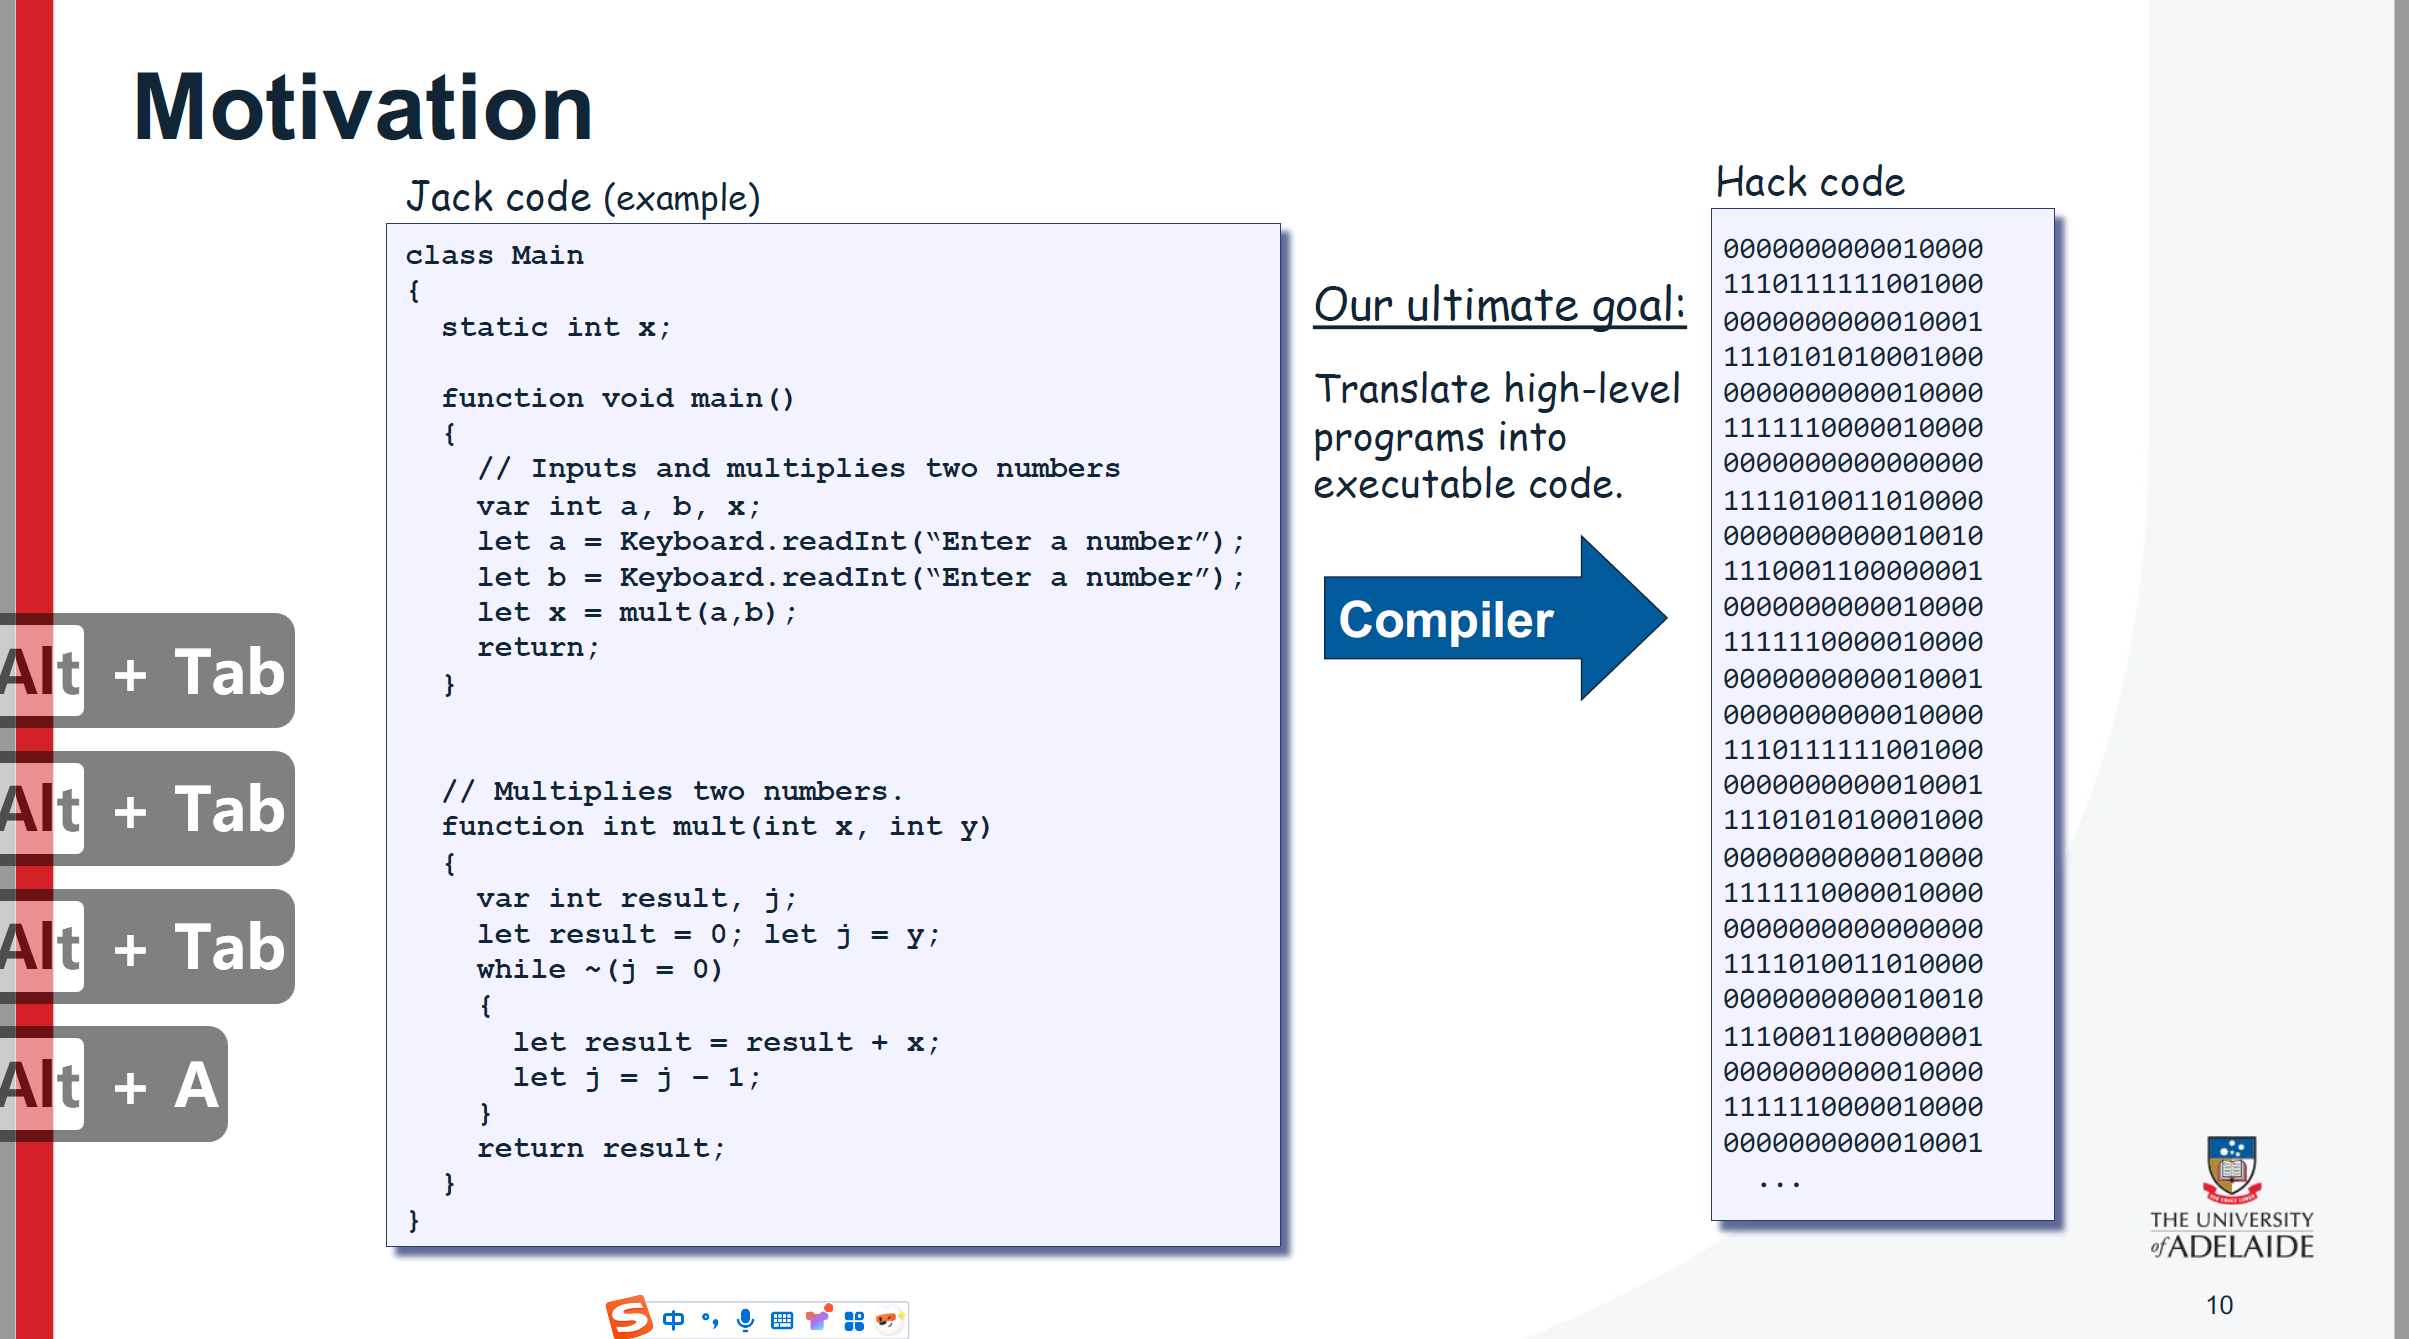 Motivation
Jack code (example)
class Main
{
static int x;
function void main()
{
// Inputs and multiplies two numbers
var int a, b, x;
let a = Keyboard.readInt(“Enter a number”);
let b = Keyboard.readInt(“Enter a number”);
let x = mult(a,b);
return;
}
// Multiplies two numbers.
function int mult(int x, int y)
{
var int result, j;
let result = 0; let j = y;
while ~(j = 0)
{
let result = result + x;
let j = j – 1;
}
return result;
}
}
Our ultimate goal:
Translate high-level
programs into
executable code.
Compiler
Hack code
0000000000010000
1110111111001000
0000000000010001
1110101010001000
0000000000010000
1111110000010000
0000000000000000
1111010011010000
0000000000010010
1110001100000001
0000000000010000
1111110000010000
0000000000010001
0000000000010000
1110111111001000
0000000000010001
1110101010001000
0000000000010000
1111110000010000
0000000000000000
1111010011010000
0000000000010010
1110001100000001
0000000000010000
1111110000010000
0000000000010001
...
Alt + Tab
Alt + Tab
Alt + Tab
Alt + A
THE UNIVERSITY
of ADELAIDE
10
S 中